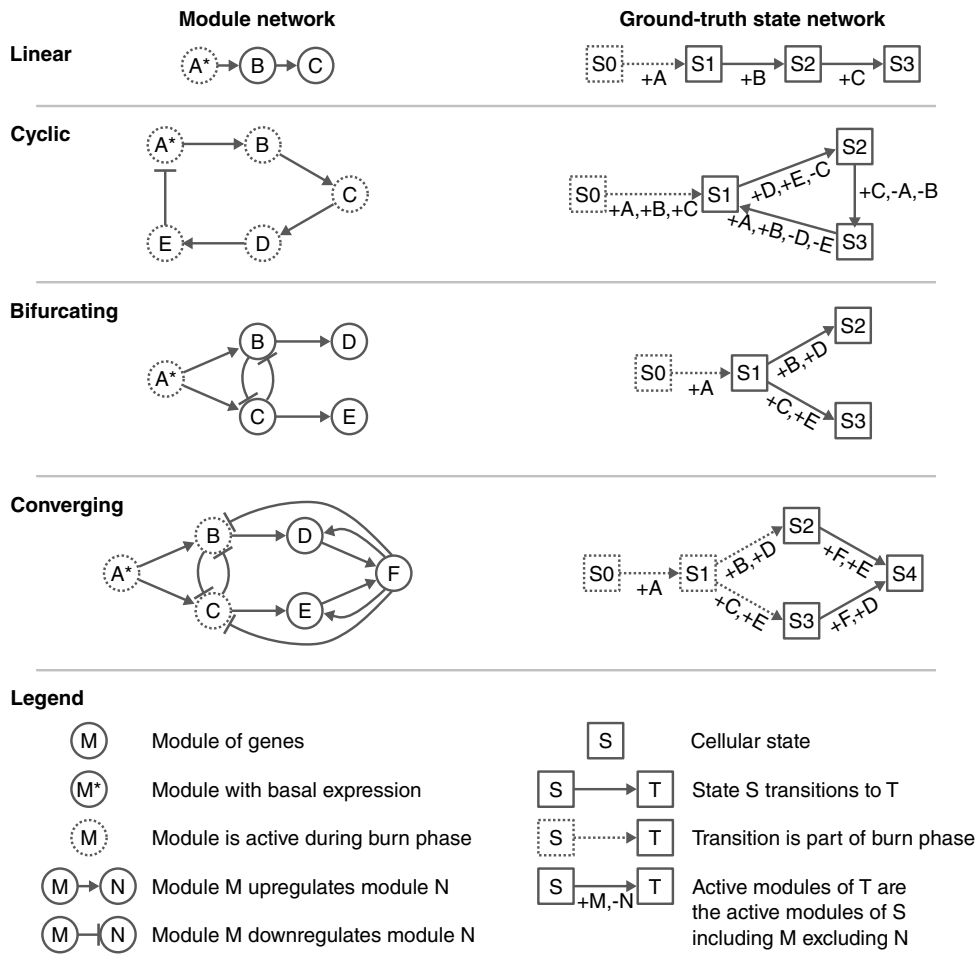 Module network
Ground-truth state network
Linear
A* B C
S0 +A S1 +B S2 +C S3
Cyclic
A* B C D E
S0 +A,+B,+C S1 +D,+E,-C S2 +C,-A,-B S3 +A,+B,-D,-E
Bifurcating
A* B D C E
S0 +A S1 +B,+D S2 +C,+E S3
Converging
A* B D F C E
S0 +A S1 +B,+D S2 +F,+E S4 +C,+E S3 +F,+D
Legend
M Module of genes
S Cellular state
M* Module with basal expression
S T State S transitions to T
M Module is active during burn phase
S T Transition is part of burn phase
M N Module M upregulates module N
S +M,-N T Active modules of T are
the active modules of S
including M excluding N
M N Module M downregulates module N